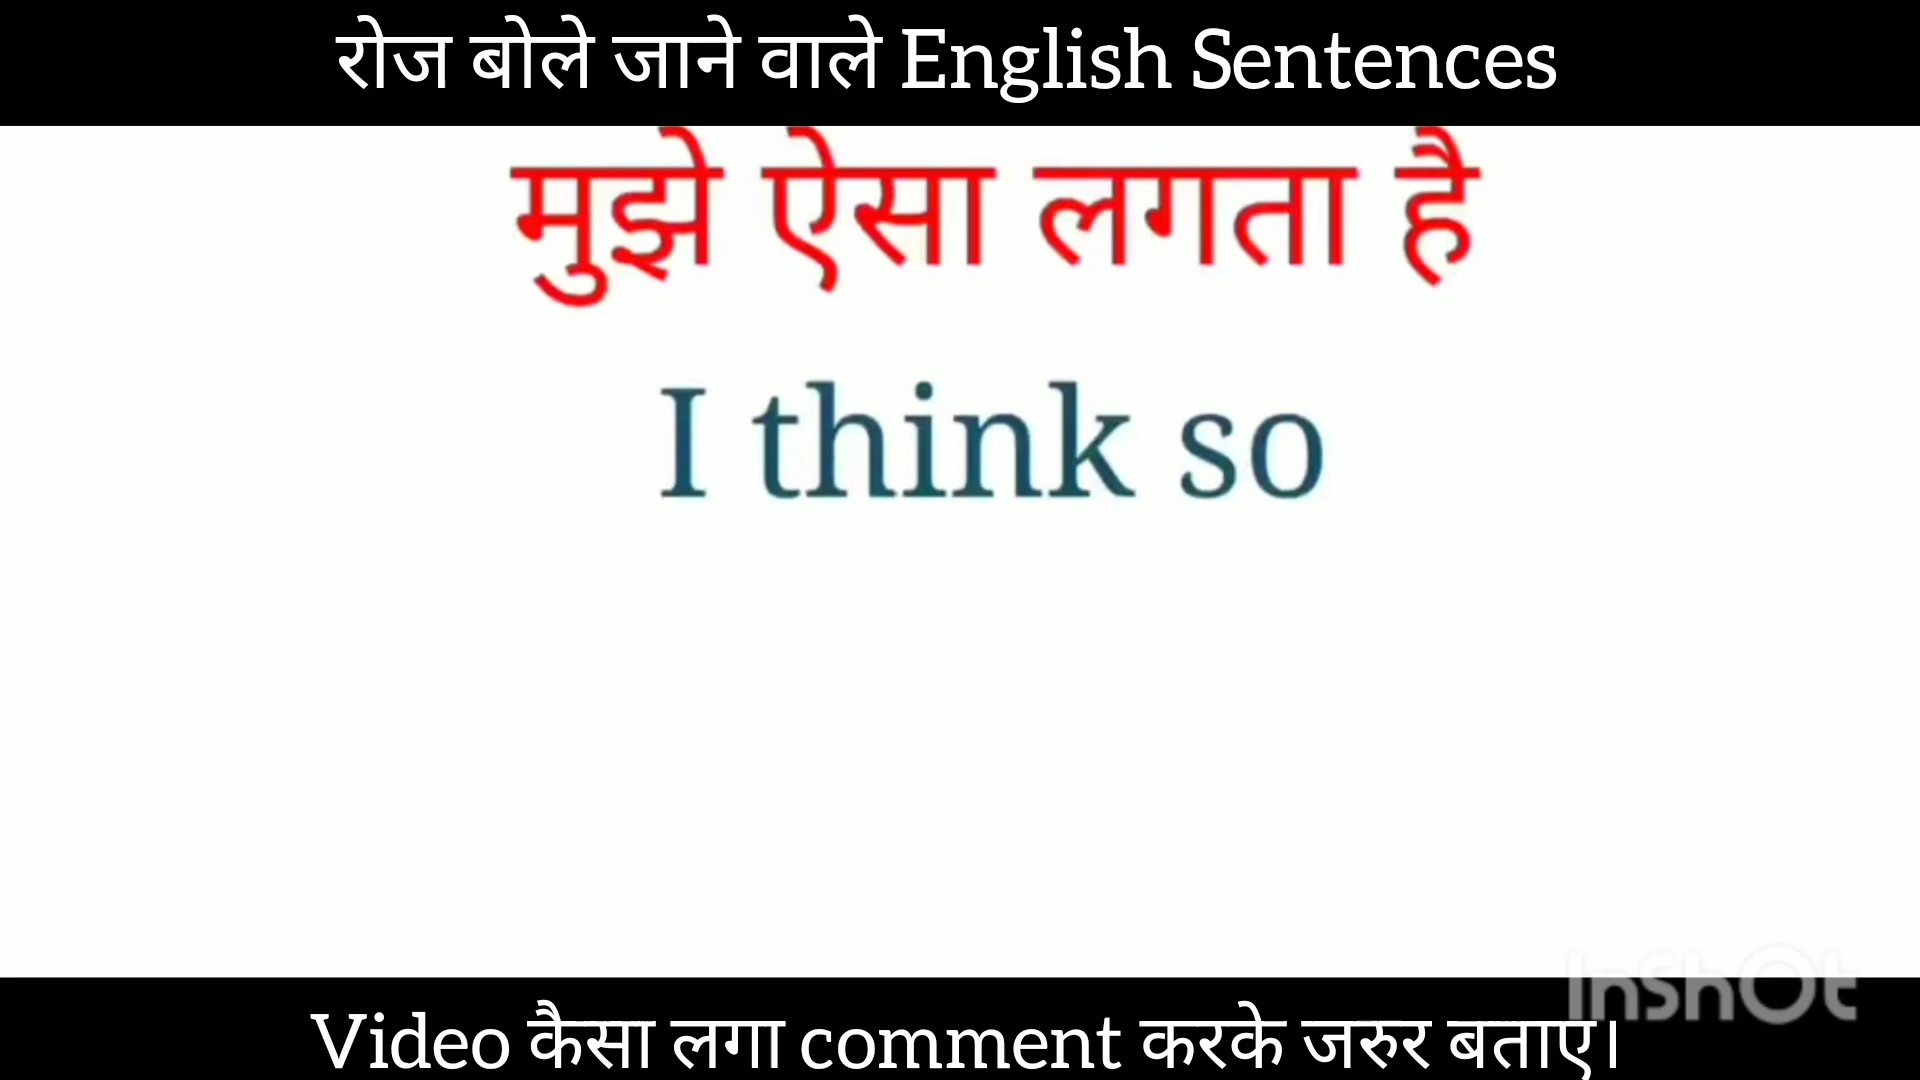 रोज बोले जाने वाले English Sentences
मुझे ऐसा लगता है
I think so
InShOt
Video कैसा लगा comment करके जरुर बताए।